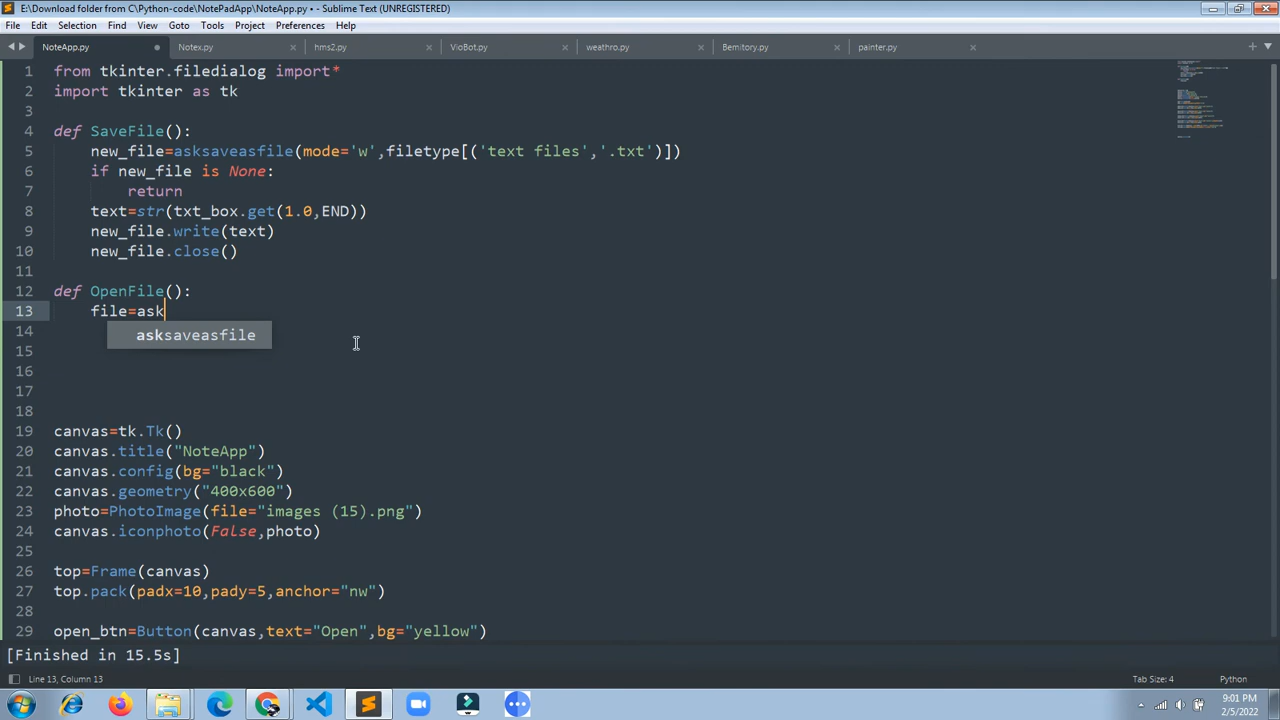 E:\Download folder from C\Python-code\NotePadApp\NoteApp.py • - Sublime Text (UNREGISTERED)
File Edit Selection Find View Goto Tools Project Preferences Help
NoteApp.py Notex.py hms2.py VioBot.py weathro.py Bemitory.py painter.py
1 from tkinter.filedialog import*
2 import tkinter as tk
3
4 def SaveFile():
5 new_file=asksaveasfile(mode='w',filetype[('text files','.txt')])
6 if new_file is None:
7 return
8 text=str(txt_box.get(1.0,END))
9 new_file.write(text)
10 new_file.close()
11
12 def OpenFile():
13 file=ask
14 asksaveasfile
15
16
17
18
19 canvas=tk.Tk()
20 canvas.title("NoteApp")
21 canvas.config(bg="black")
22 canvas.geometry("400x600")
23 photo=PhotoImage(file="images (15).png")
24 canvas.iconphoto(False,photo)
25
26 top=Frame(canvas)
27 top.pack(padx=10,pady=5,anchor="nw")
28
29 open_btn=Button(canvas,text="Open",bg="yellow")
[Finished in 15.5s]
Line 13, Column 13 Tab Size: 4 Python
9:01 PM
2/5/2022